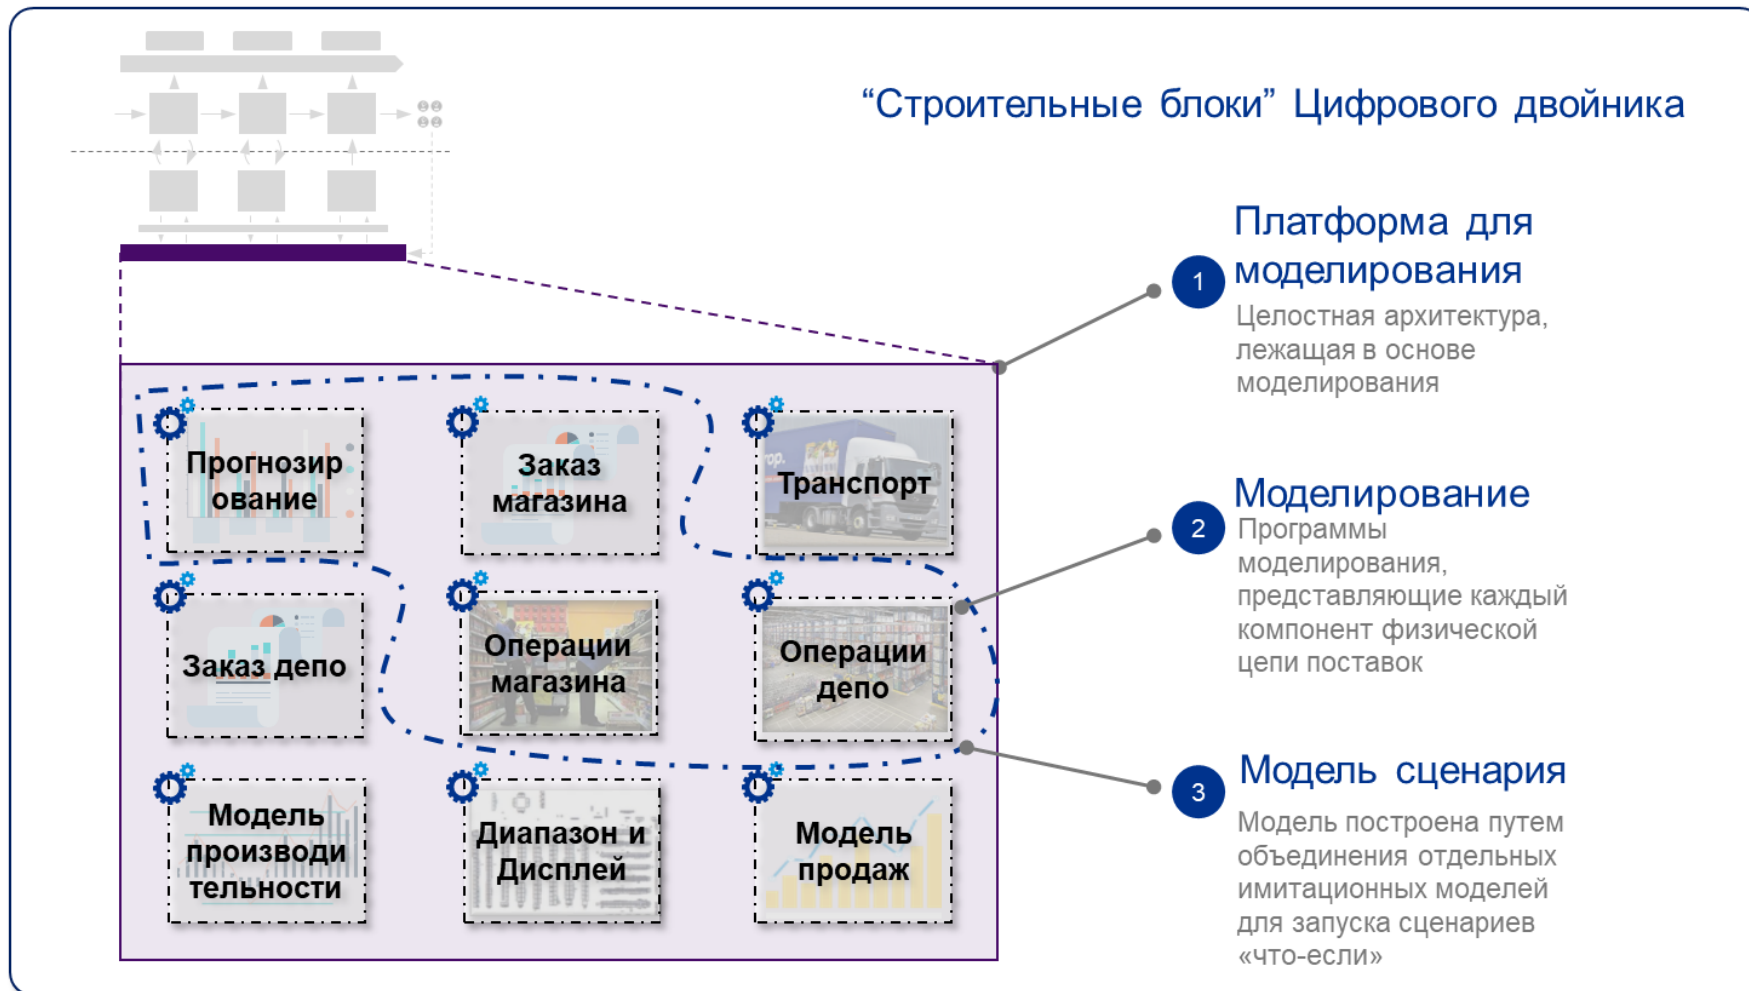 “Строительные блоки” Цифрового двойника
1
Платформа для
моделирования
Целостная архитектура,
лежащая в основе
моделирования
Прогнозир
ование
Заказ
магазина
Транспорт
rop.
2
Моделирование
Программы
моделирования,
представляющие каждый
компонент физической
цепи поставок
Заказ депо
Операции
магазина
Операции
депо
3
Модель сценария
Модель построена путем
объединения отдельных
имитационных моделей
для запуска сценариев
«что-если»
Модель
производи
тельности
Диапазон и
Дисплей
Модель
продаж